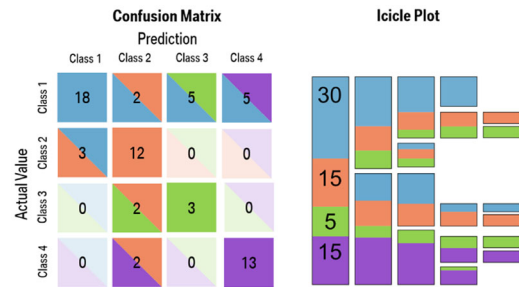 Confusion Matrix
Prediction
Class 1 Class 2 Class 3 Class 4
Actual Value
Class 1
18 2 5 5
Class 2
3 12 0 0
Class 3
0 2 3 0
Class 4
0 2 0 13
Icicle Plot
30
15
5
15